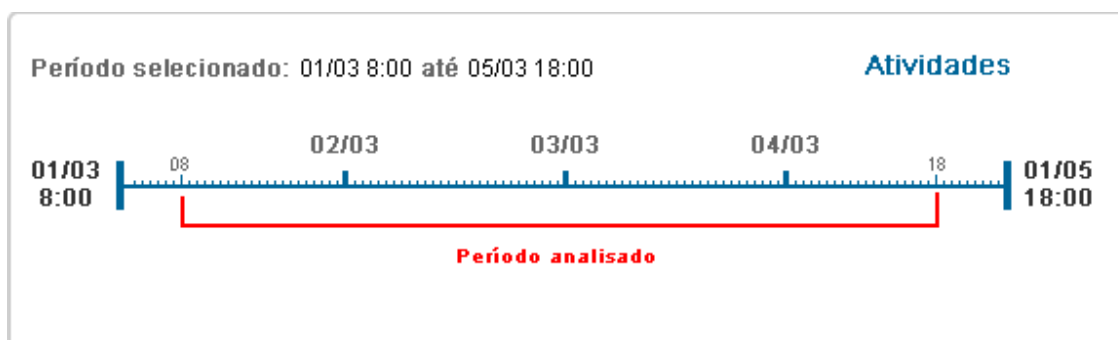 Período selecionado: 01/03 8:00 até 05/03 18:00
Atividades
02/03 03/03 04/03
08 18
01/03
8:00
01/05
18:00
Período analisado